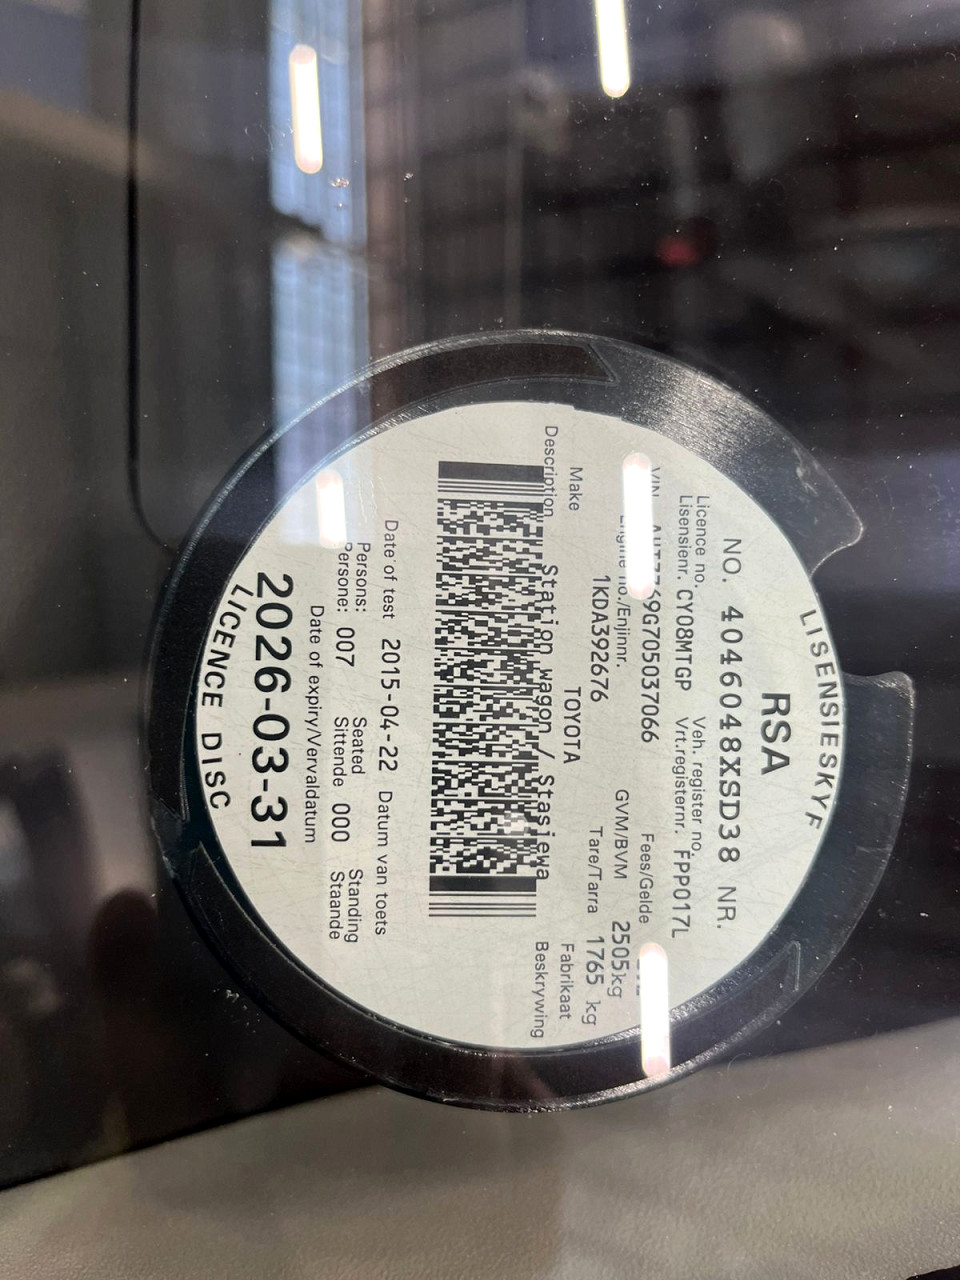 LISENSIESKYF
RSA
NO. 4046048XSD38 NR.
Licence no. Veh. register no.
Lisensienr. CY08MTGP Vrt.registernr. FPP017L
VIN 69G705037066 Fees/Gelde
no./Enjinnr. GVM/BVM 2505kg
1KDA392676 Tare/Tarra 1765 kg
Make TOYOTA Fabrikaat
Description Station wagon / Stasiewa Beskrywing
Date of test 2015-04-22 Datum van toets
Persons: Seated Standing
Persone: 007 Sittende 000 Staande
Date of expiry/Vervaldatum
2026-03-31
LICENCE DISC